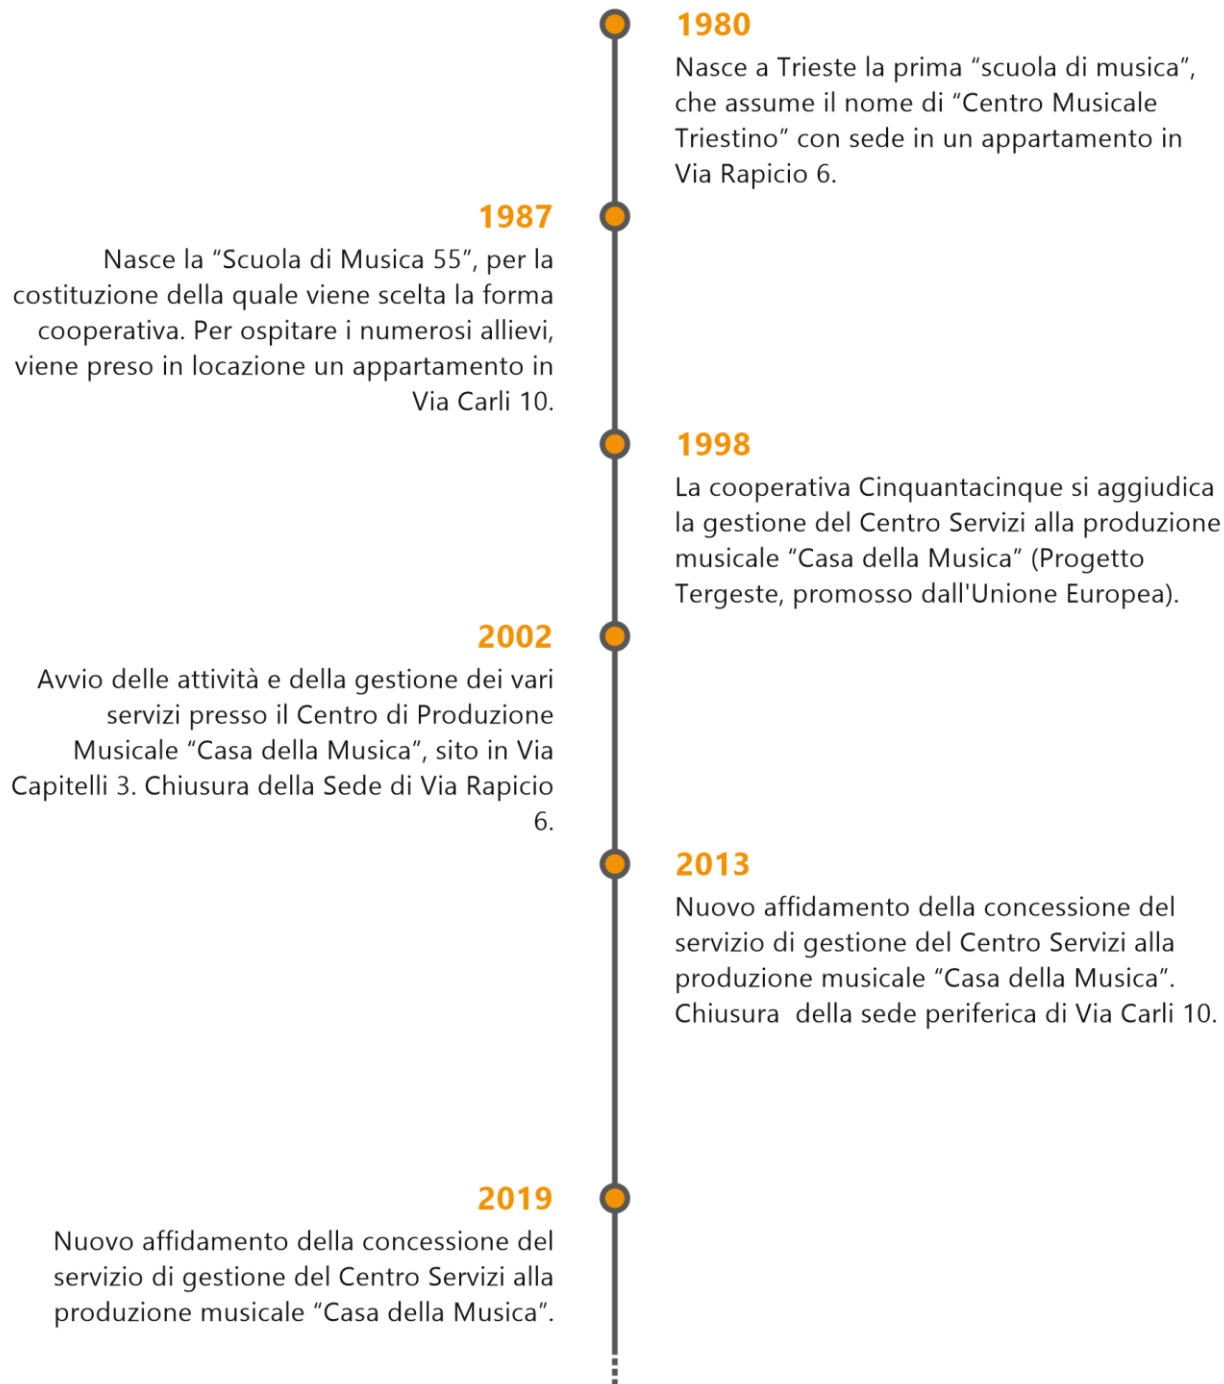 1980
Nasce a Trieste la prima “scuola di musica”,
che assume il nome di “Centro Musicale
Triestino” con sede in un appartamento in
Via Rapicio 6.
1987
Nasce la “Scuola di Musica 55”, per la
costituzione della quale viene scelta la forma
cooperativa. Per ospitare i numerosi allievi,
viene preso in locazione un appartamento in
Via Carli 10.
1998
La cooperativa Cinquantacinque si aggiudica
la gestione del Centro Servizi alla produzione
musicale “Casa della Musica” (Progetto
Tergeste, promosso dall'Unione Europea).
2002
Avvio delle attività e della gestione dei vari
servizi presso il Centro di Produzione
Musicale “Casa della Musica”, sito in Via
Capitelli 3. Chiusura della Sede di Via Rapicio
6.
2013
Nuovo affidamento della concessione del
servizio di gestione del Centro Servizi alla
produzione musicale “Casa della Musica”.
Chiusura  della sede periferica di Via Carli 10.
2019
Nuovo affidamento della concessione del
servizio di gestione del Centro Servizi alla
produzione musicale “Casa della Musica”.